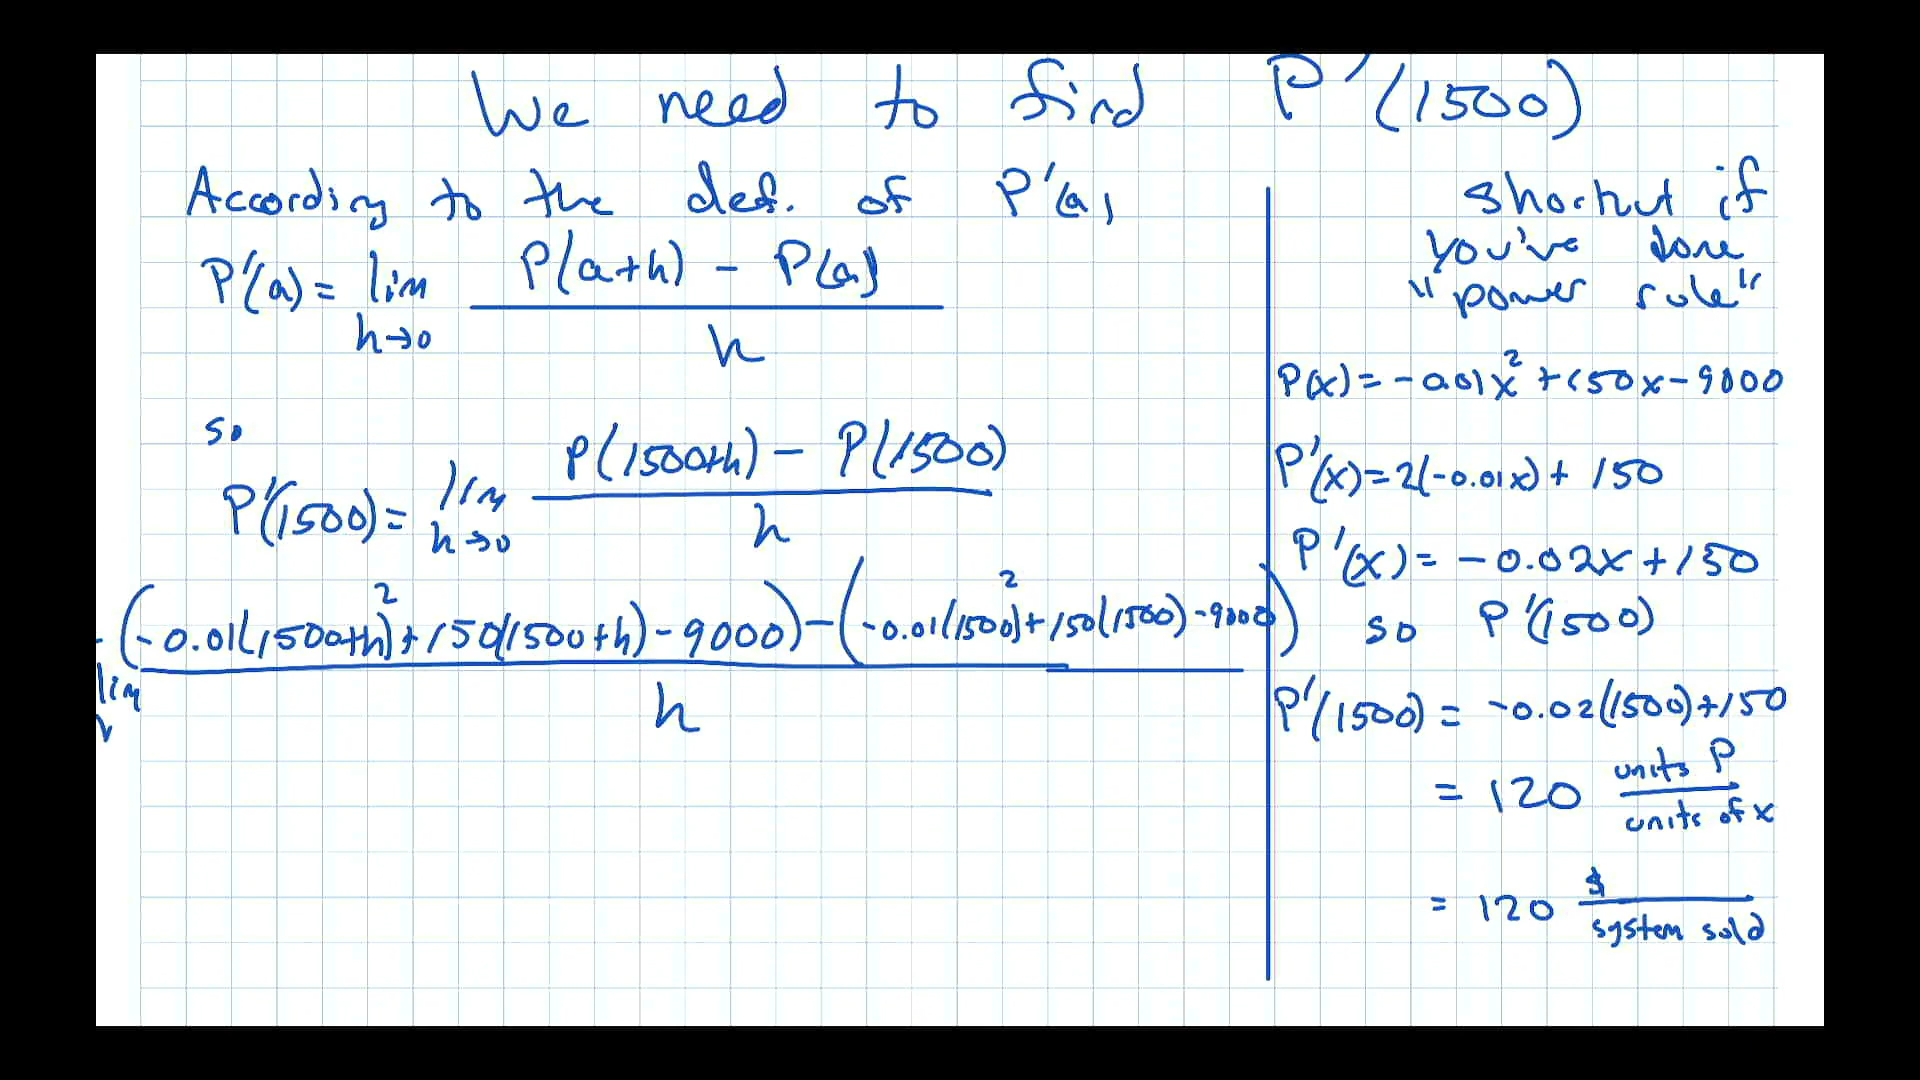 We need to find P'(1500)
According to the def. of P'(a)
P'(a) = lim P(a+h) - P(a)
h→0 h
so
P'(1500) = lim P(1500+h) - P(1500)
h→0 h
(-0.01(1500+h)²+150(1500+h)-9000)-(-0.01(1500)²+150(1500)-9000)
lim
h
h
shortcut if
you've done
"power rule"
P(x) = -0.01x²+150x-9000
P'(x)=2(-0.01x)+150
P'(x) = -0.02x+150
so P'(1500)
P'(1500) = -0.02(1500)+150
= 120 units P
units of x
= 120 $
system sold